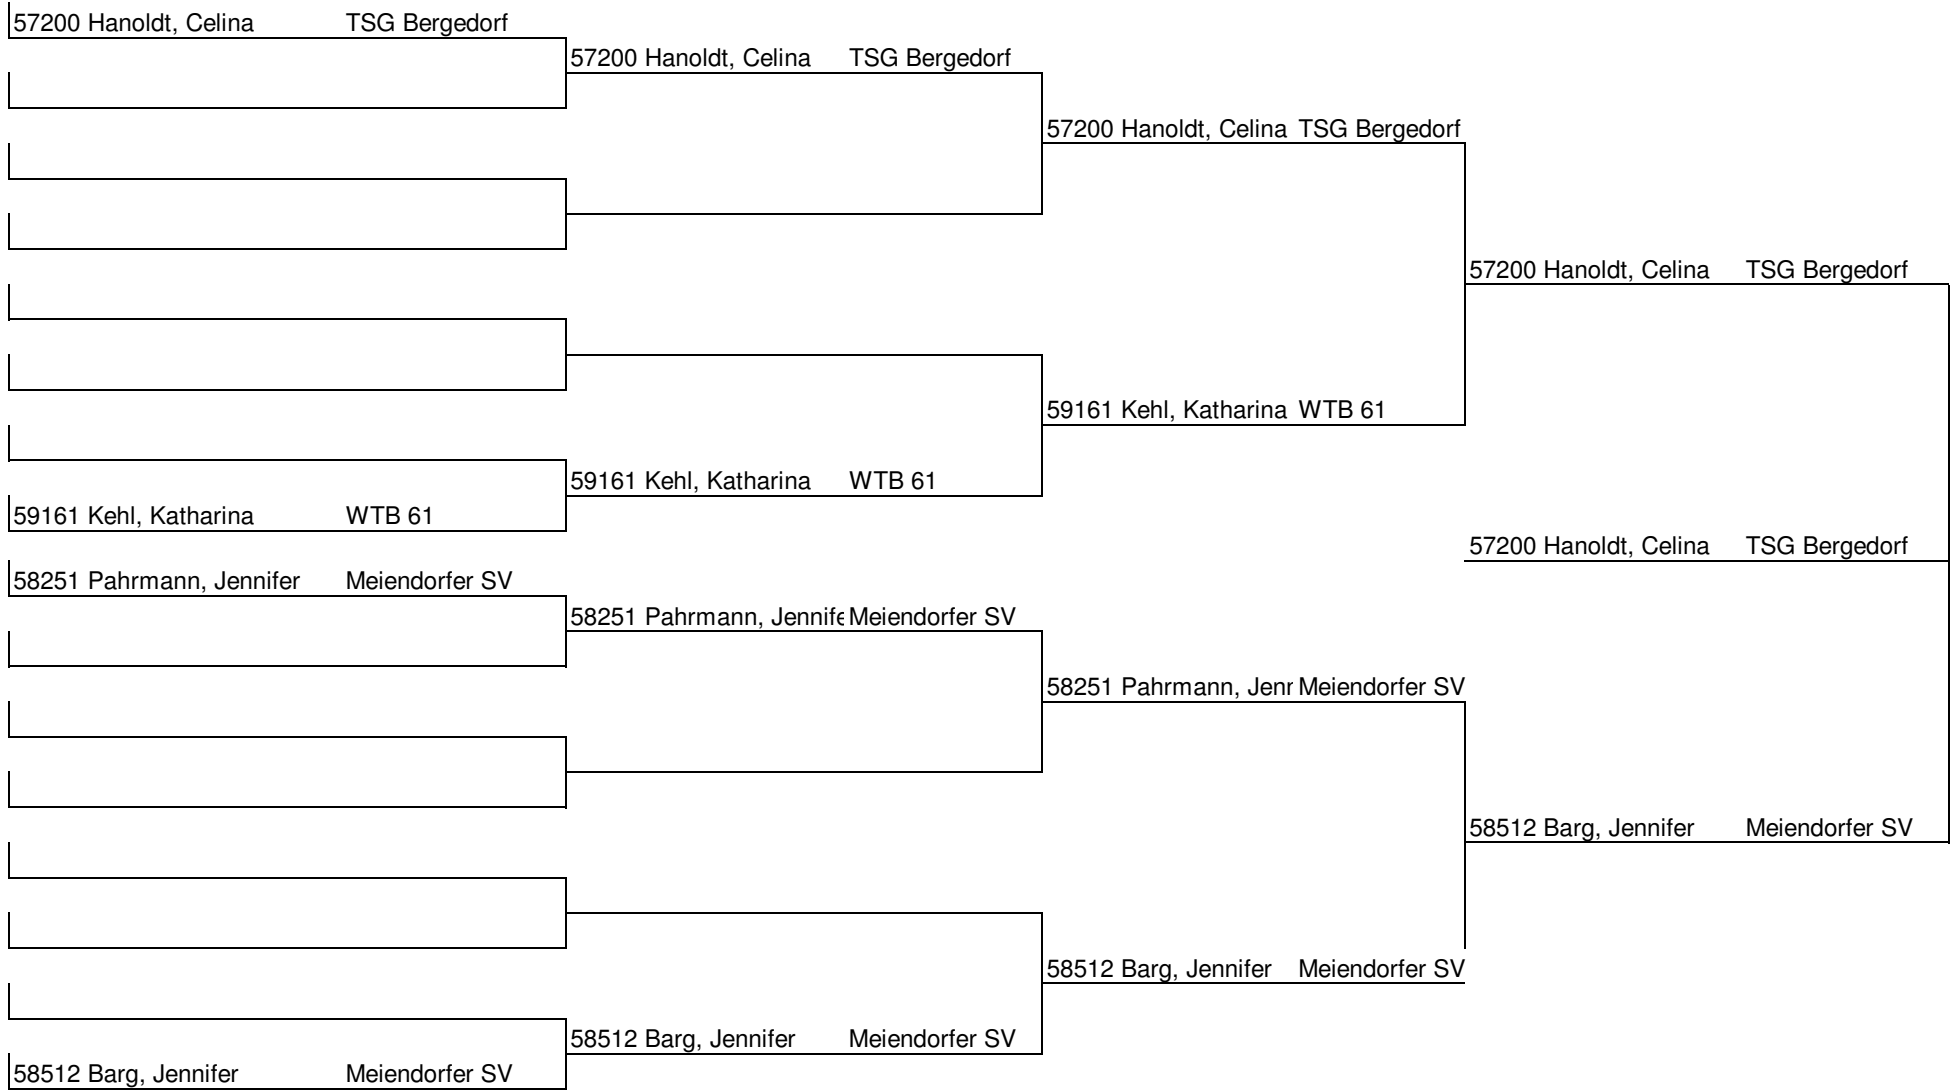 57200 Hanoldt, Celina TSG Bergedorf
57200 Hanoldt, Celina TSG Bergedorf
57200 Hanoldt, Celina TSG Bergedorf
57200 Hanoldt, Celina TSG Bergedorf
59161 Kehl, Katharina WTB 61
59161 Kehl, Katharina WTB 61
59161 Kehl, Katharina WTB 61
57200 Hanoldt, Celina TSG Bergedorf
58251 Pahrmann, Jennifer Meiendorfer SV
58251 Pahrmann, Jennife Meiendorfer SV
58251 Pahrmann, Jenn Meiendorfer SV
58512 Barg, Jennifer Meiendorfer SV
58512 Barg, Jennifer Meiendorfer SV
58512 Barg, Jennifer Meiendorfer SV
58512 Barg, Jennifer Meiendorfer SV